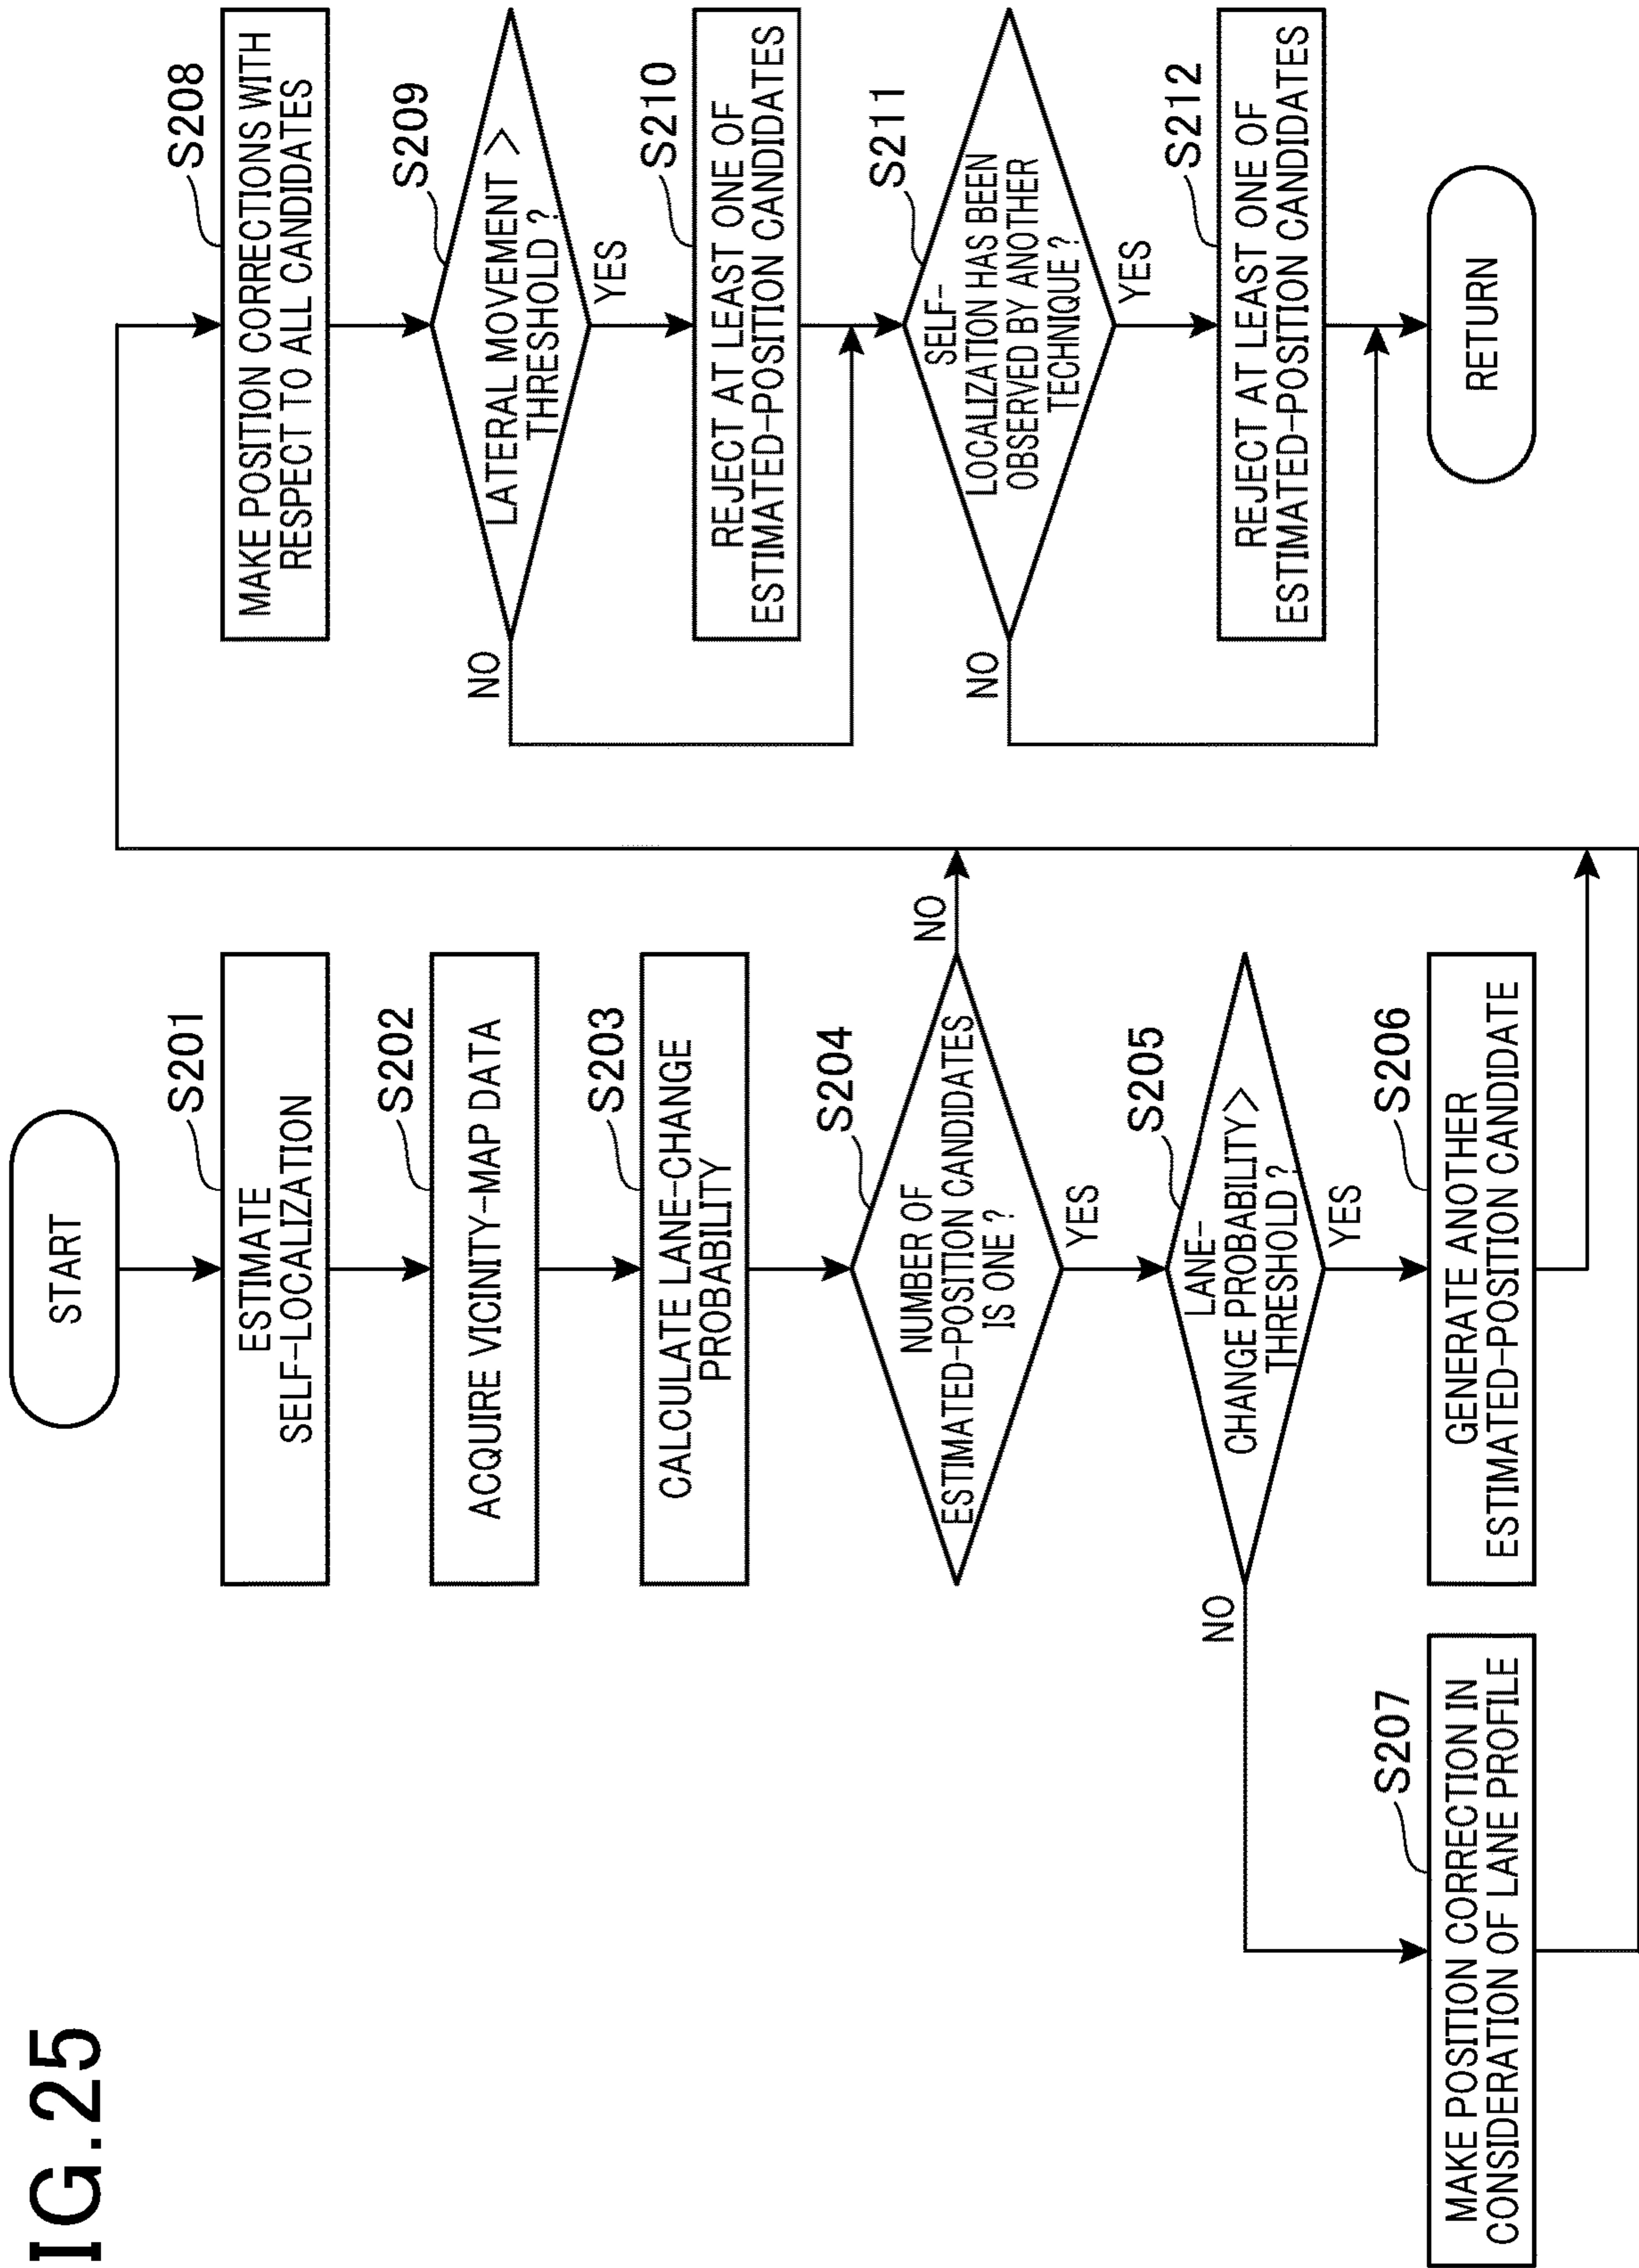 IG.25
START
S201
ESTIMATE
SELF-LOCALIZATION
S202
ACQUIRE VICINITY-MAP DATA
S203
CALCULATE LANE-CHANGE
PROBABILITY
S204
NUMBER OF
ESTIMATED-POSITION CANDIDATES
IS ONE ?
NO
YES
S205
LANE-
CHANGE PROBABILITY >
THRESHOLD ?
NO
YES
S206
GENERATE ANOTHER
ESTIMATED-POSITION CANDIDATE
S207
MAKE POSITION CORRECTION IN
CONSIDERATION OF LANE PROFILE
S208
MAKE POSITION CORRECTIONS WITH
RESPECT TO ALL CANDIDATES
S209
LATERAL MOVEMENT >
THRESHOLD ?
NO
YES
S210
REJECT AT LEAST ONE OF
ESTIMATED-POSITION CANDIDATES
S211
SELF-
LOCALIZATION HAS BEEN
OBSERVED BY ANOTHER
TECHNIQUE ?
NO
YES
S212
REJECT AT LEAST ONE OF
ESTIMATED-POSITION CANDIDATES
RETURN